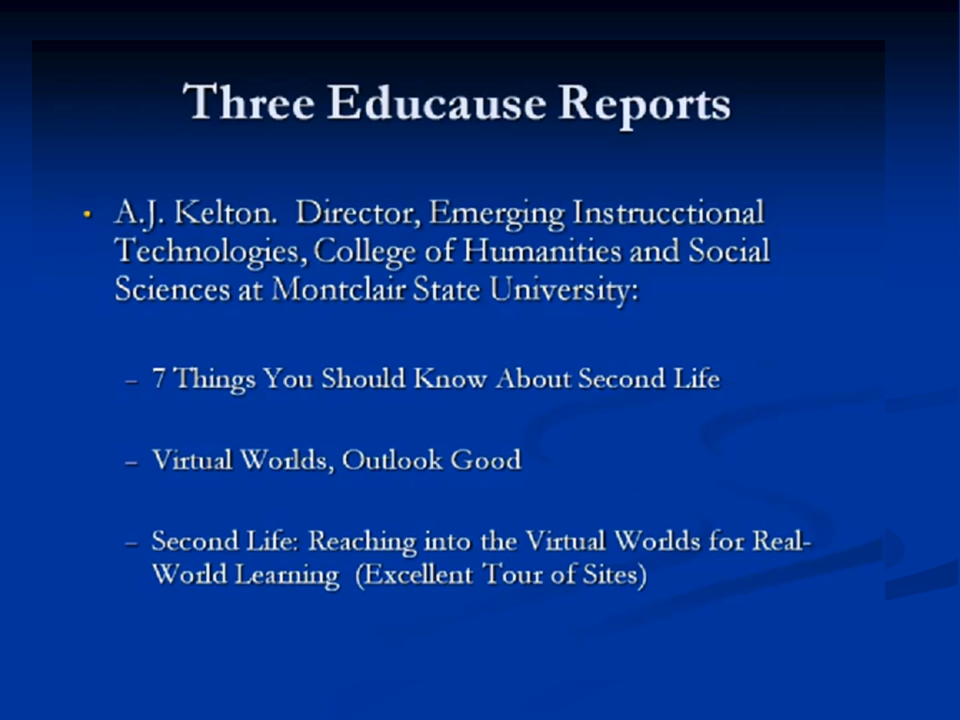 Three Educause Reports
• A.J. Kelton.  Director, Emerging Instrucctional
Technologies, College of Humanities and Social
Sciences at Montclair State University:
– 7 Things You Should Know About Second Life
– Virtual Worlds, Outlook Good
– Second Life: Reaching into the Virtual Worlds for Real-
World Learning  (Excellent Tour of Sites)